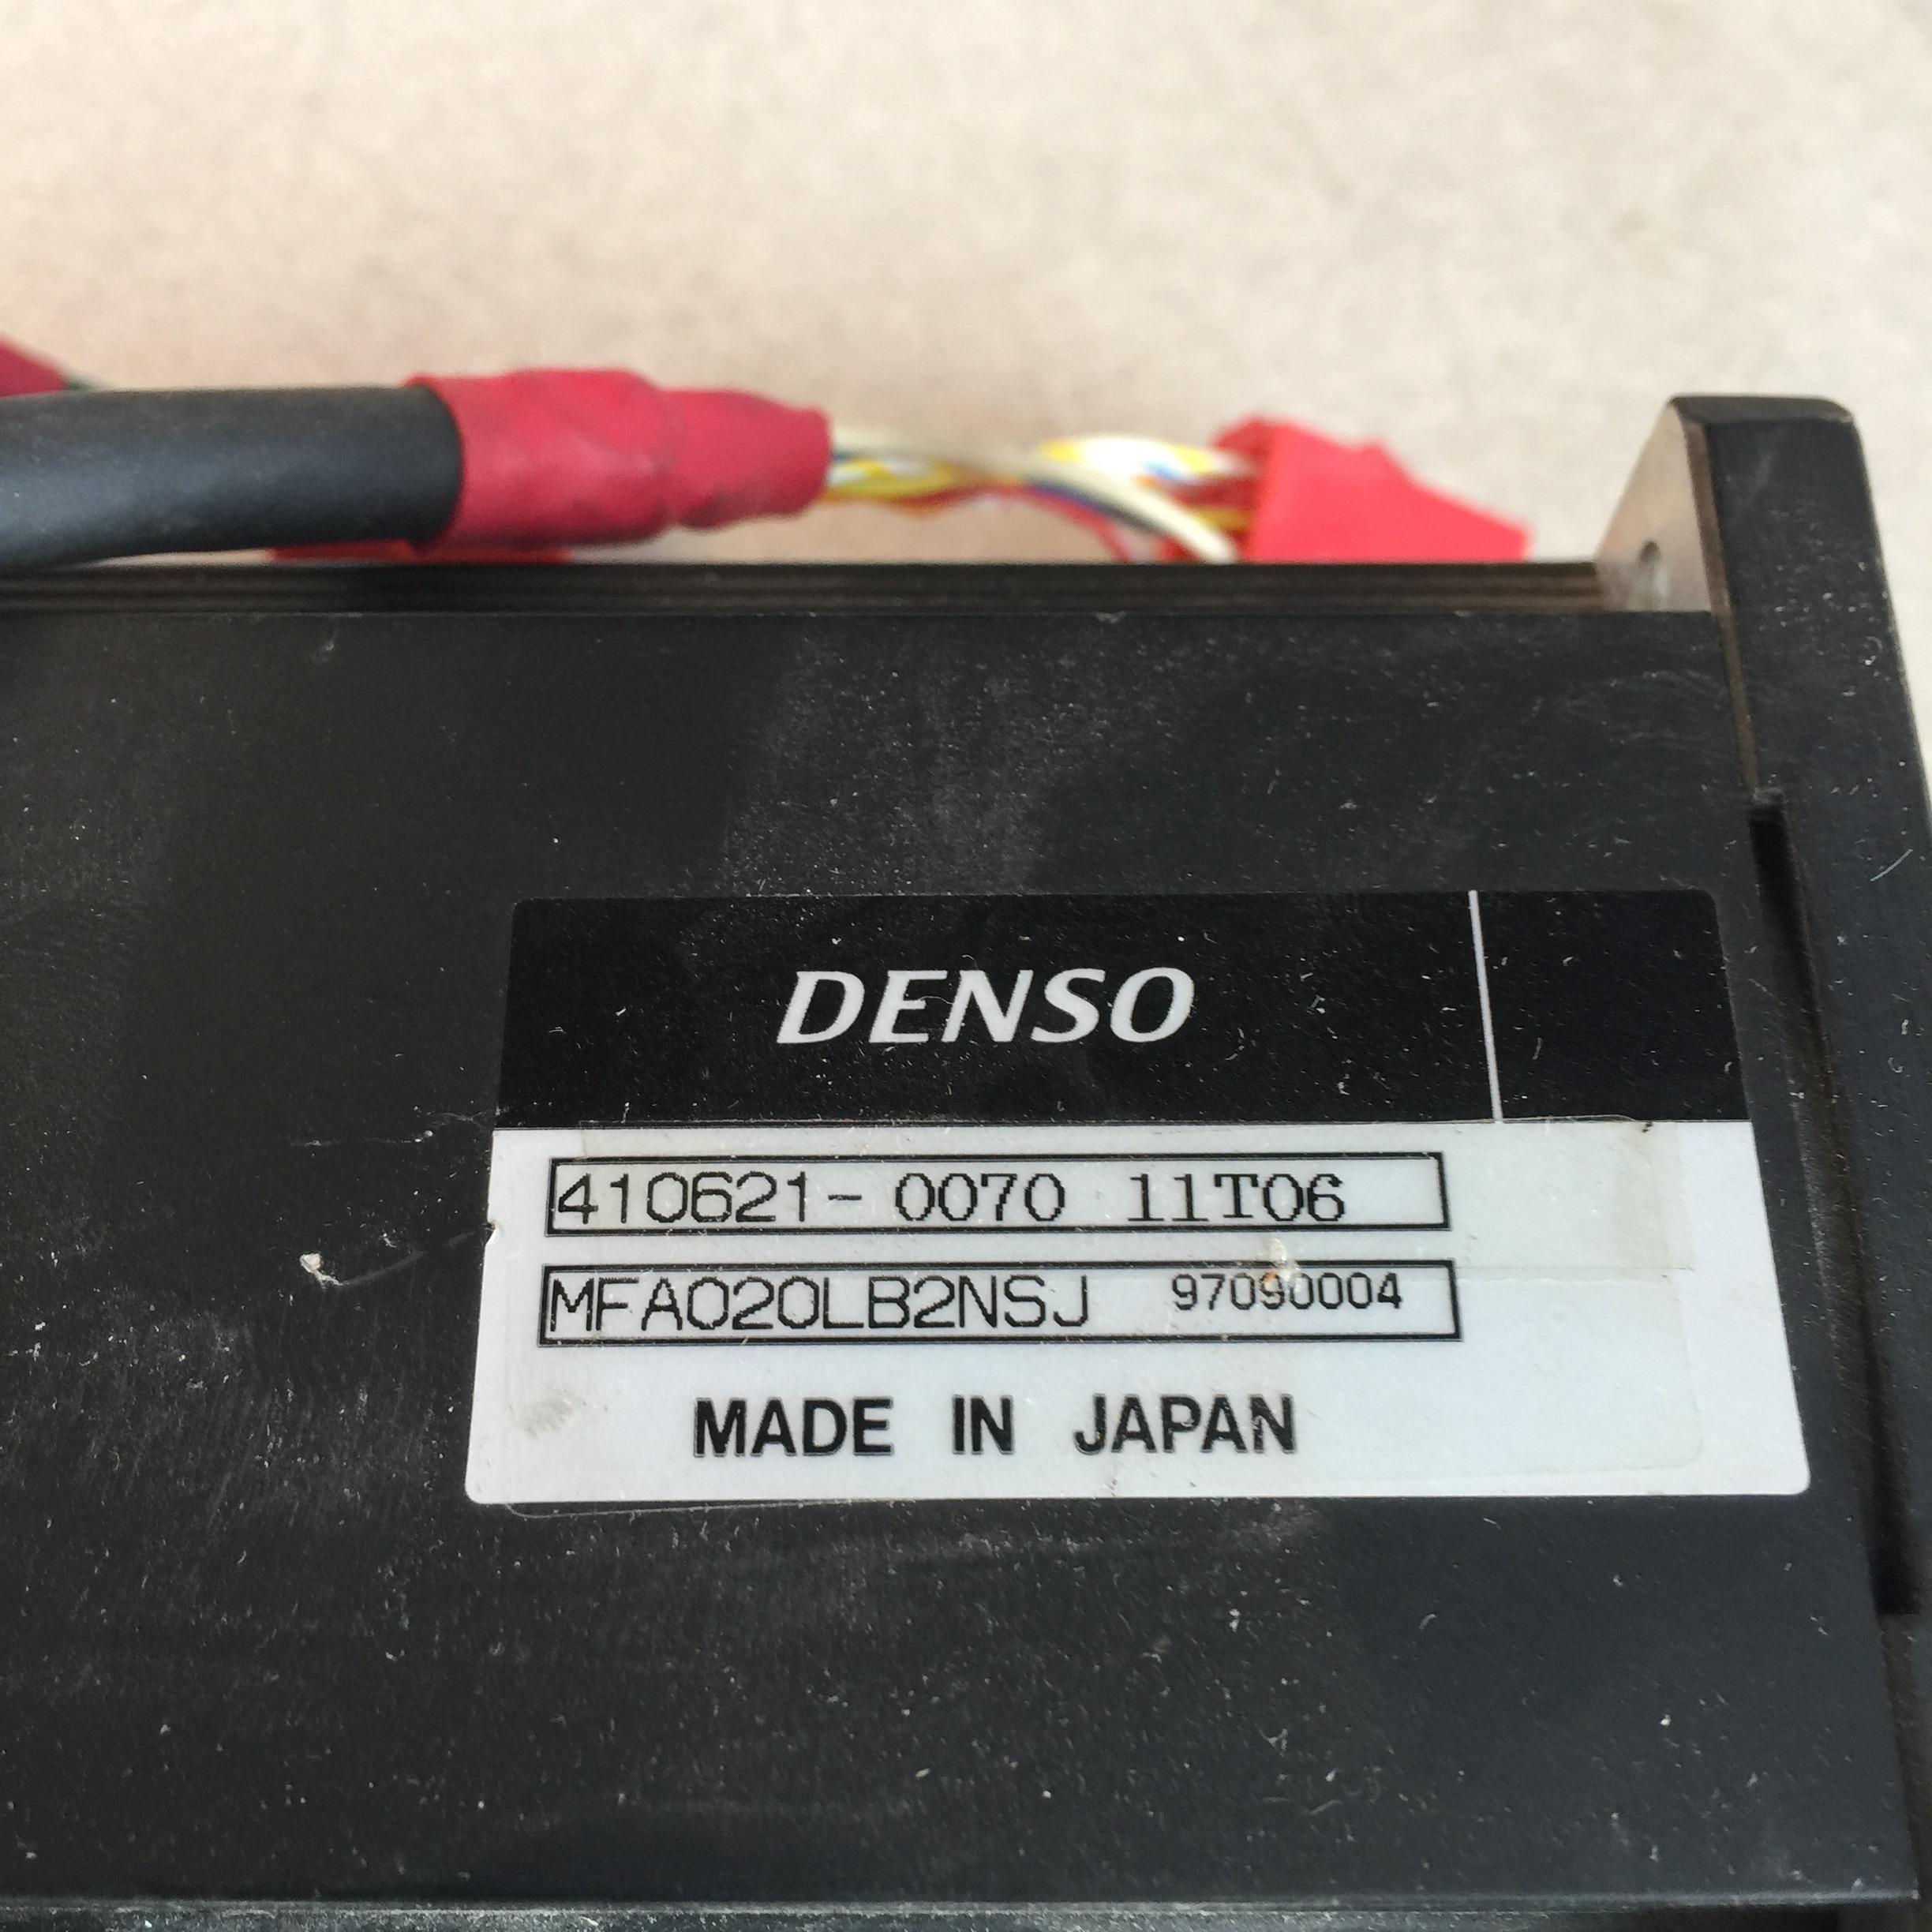 DENSO
410621-0070 11T06
MFA020LB2NSJ 97090004
MADE IN JAPAN